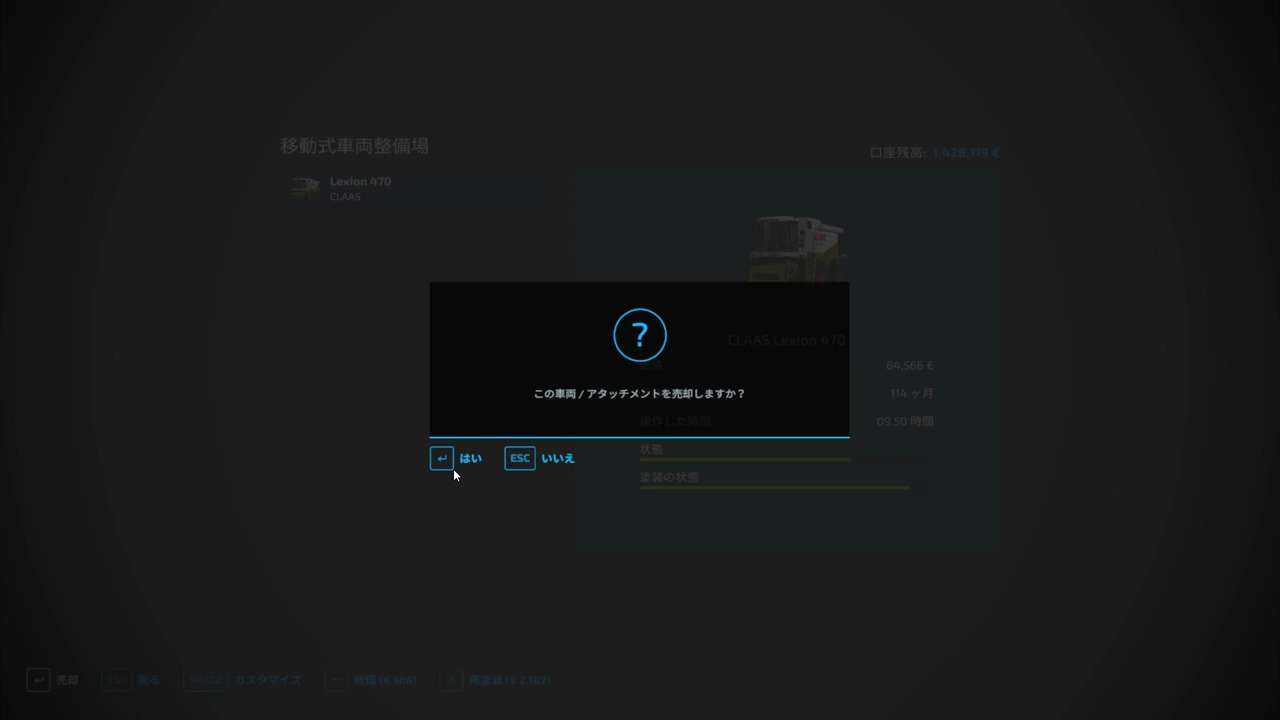 移動式車両整備場
口座残高: 1,428,119 €
Lexion 470
CLAAS
?
CLAAS Lexion 470
価格 84,566 €
114 ヶ月
この車両 / アタッチメントを売却しますか？
操作した時間 09:50 時間
状態
↵ はい ESC いいえ
塗装の状態
↵ 売却 ESC 戻る SPACE カスタマイズ 修理 (€ 506) X 再塗装 (€ 2,182)